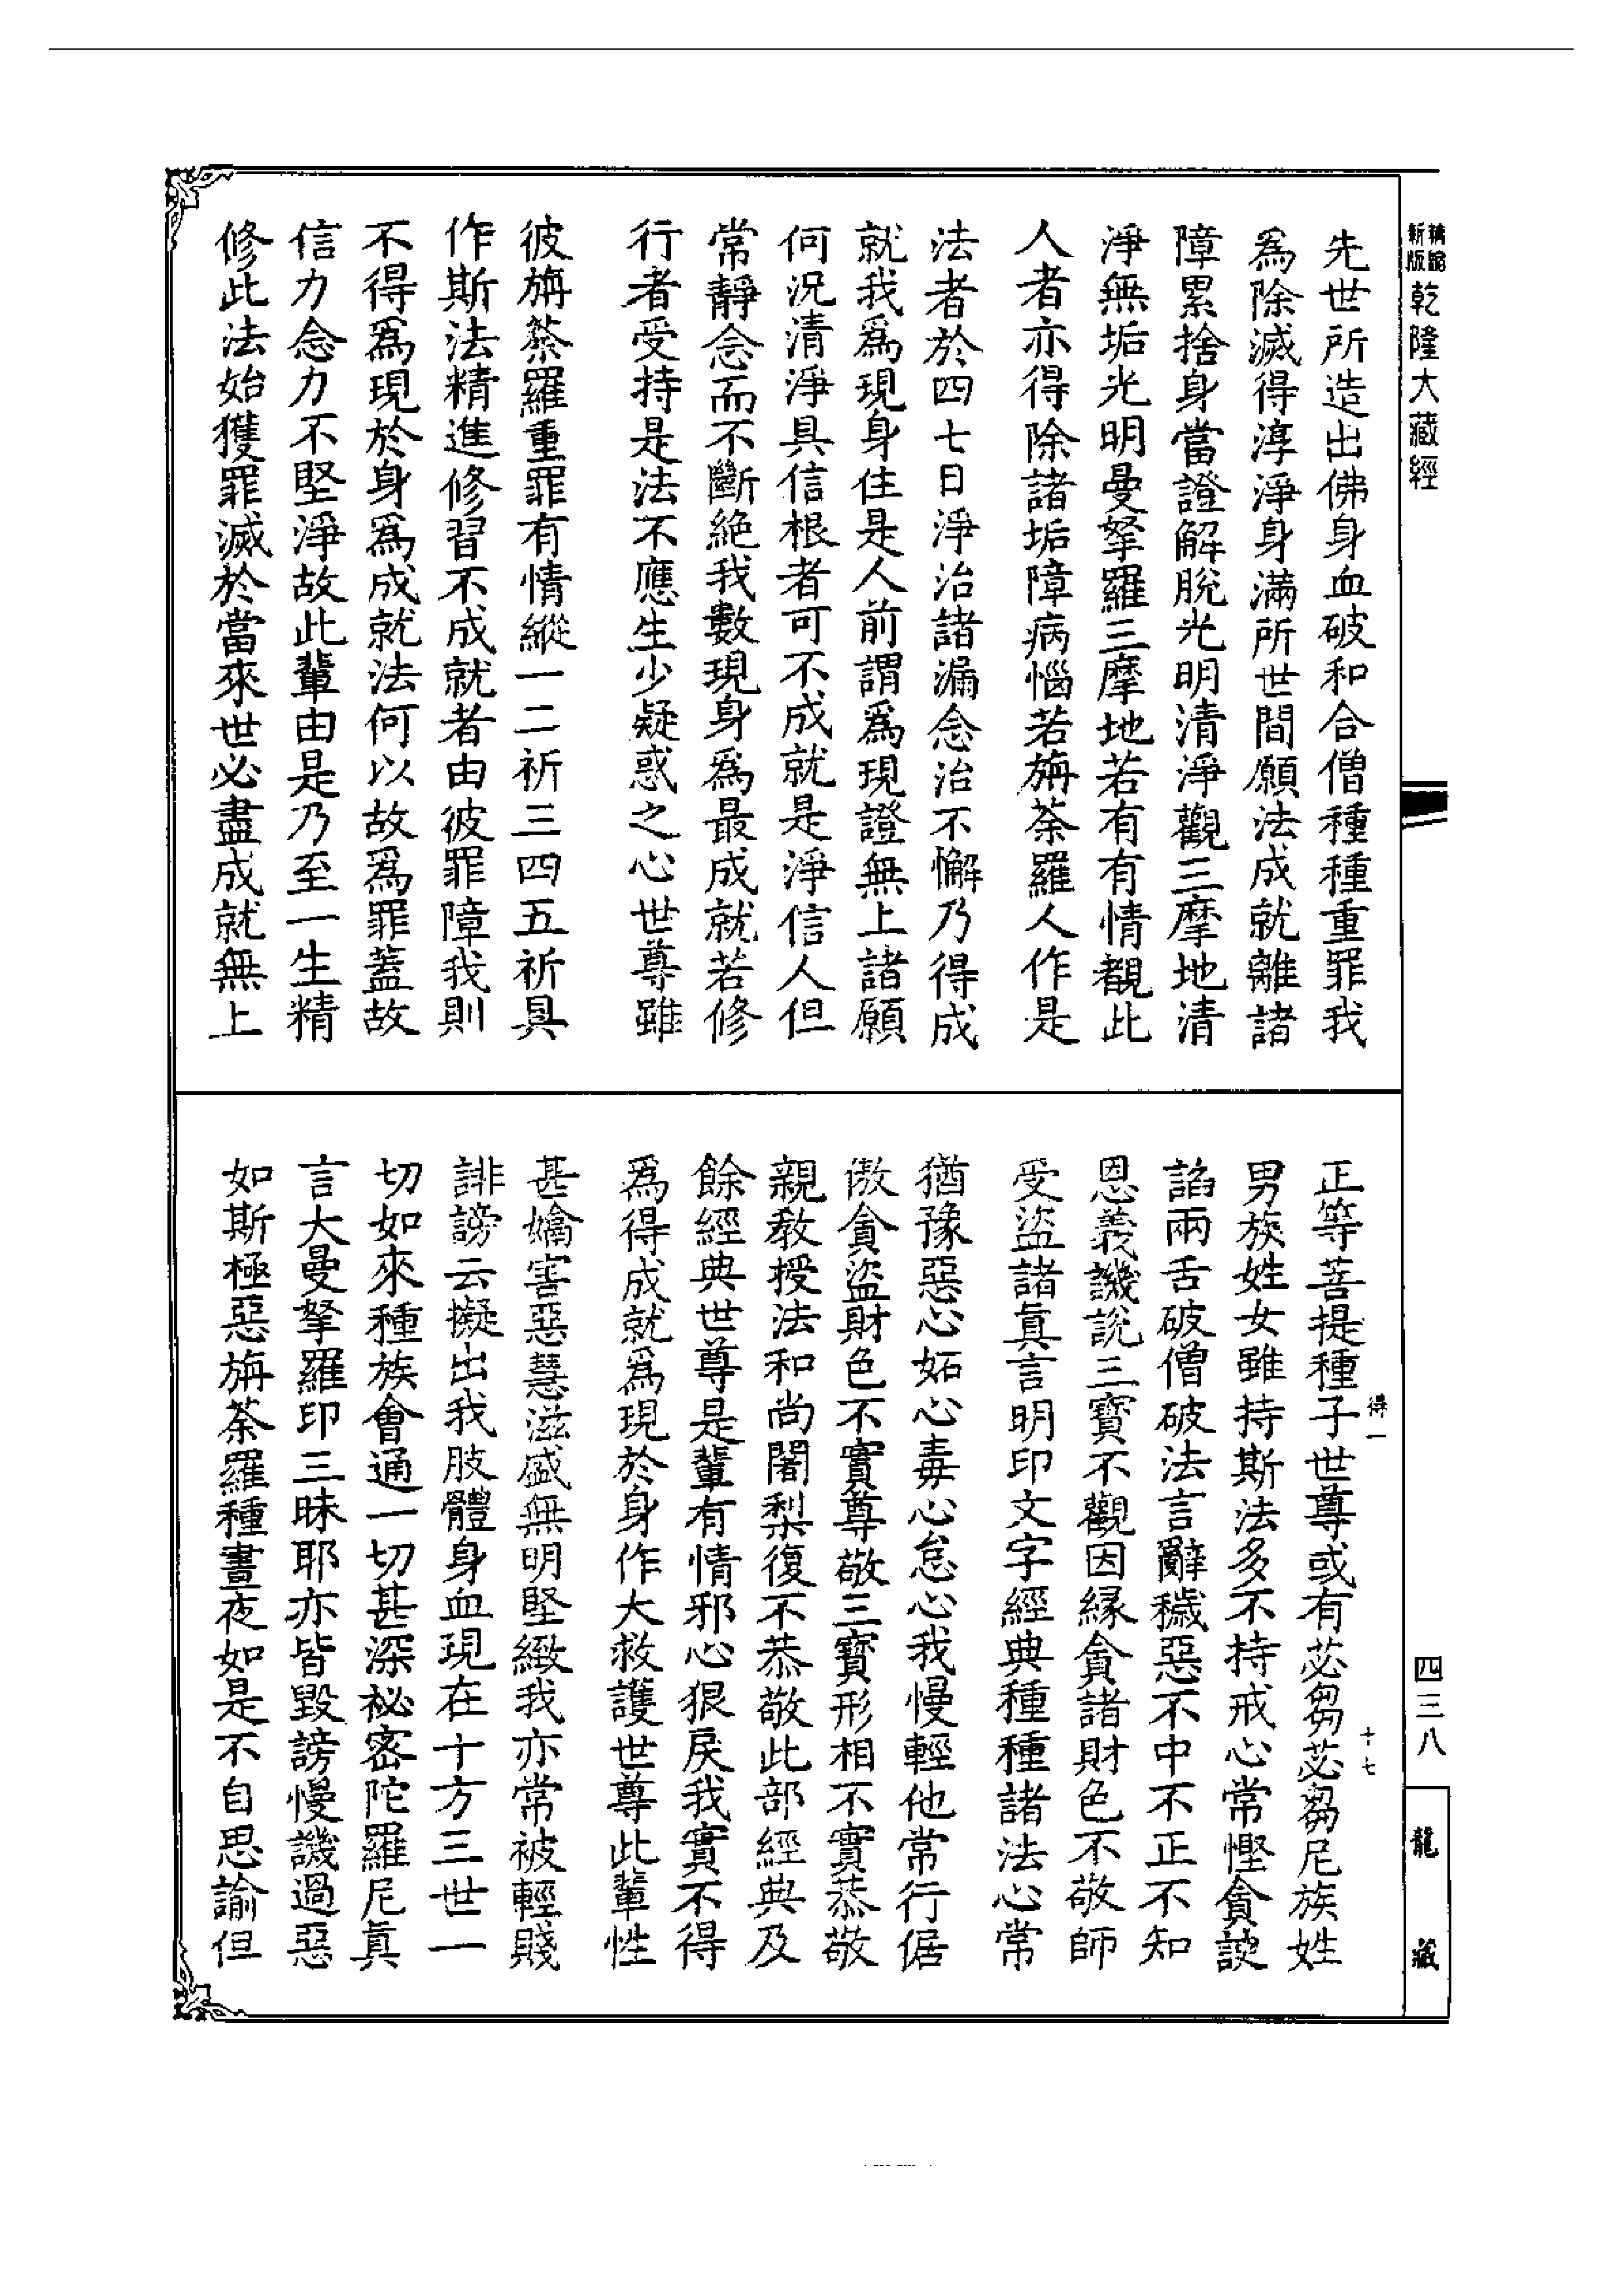 乾隆大藏經
先世所造出佛身血破和合僧種種重罪我
為除滅得淳淨身滿所世間願法成就離諸
障累捨身當證解脫光明清淨觀三摩地清
淨無垢光明曼拏羅三摩地若有有情覩此
人者亦得除諸垢障病惱若旃荼羅人作是
法者於四七日淨治諸漏念治不懈乃得成
就我為現身住是人前謂為現證無上諸願
何況清淨具信根者可不成就是淨信人但
常靜念而不斷絕我數現身為最成就若修
行者受持是法不應生少疑惑之心世尊雖
彼旃荼羅重罪有情縱一二祈三四五祈具
作斯法精進修習不成就者由彼罪障我則
不得為現於身為成就法何以故為罪蓋故
信力念力不堅淨故此輩由是乃至一生精
修此法始獲罪滅於當來世必盡成就無上
正等菩提種子世尊或有苾芻苾芻尼族姓
男族姓女雖持斯法多不持戒心常慳貪諛
諂兩舌破僧破法言辭穢惡不中不正不知
恩義譏說三寶不觀因緣貪諸財色不敬師
受盜諸真言明印文字經典種種諸法心常
猶豫惡心妬心毒心怠心我慢輕他常行倨
傲貪盜財色不實尊敬三寶形相不實恭敬
親教授法和尚闍梨復不恭敬此部經典及
餘經典世尊是輩有情邪心狠戾我實不得
為得成就為現於身作大救護世尊此輩性
甚嫡害惡慧滋盛無明堅緻我亦常被輕賤
誹謗云擬出我肢體身血現在十方三世一
切如來種族會通一切甚深祕密陀羅尼真
言大曼拏羅印三昧耶亦皆毀謗慢譏過惡
如斯極惡旃荼羅種晝夜如是不自思諭但
得一
十七
四三八
龍藏